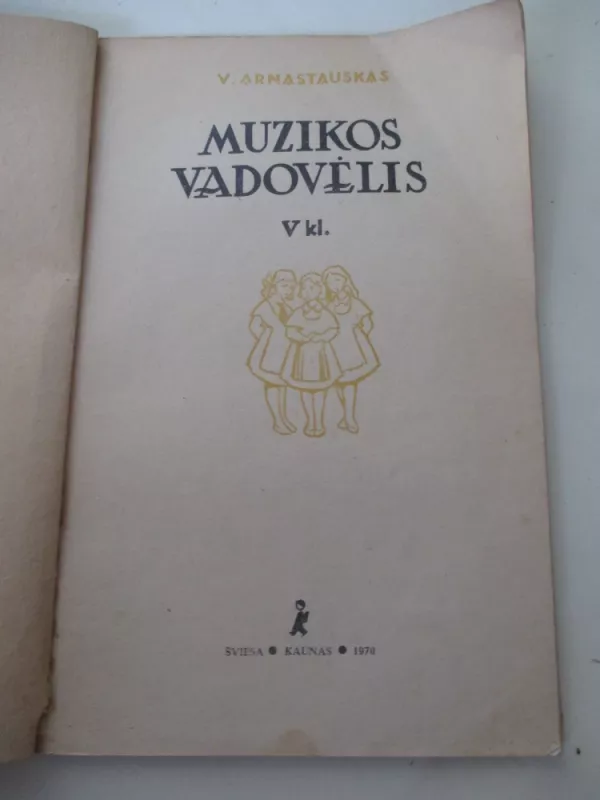 V. ARNASTAUSKAS
MUZIKOS
VADOVĖLIS
V kl.
ŠVIESA ● KAUNAS ● 1970